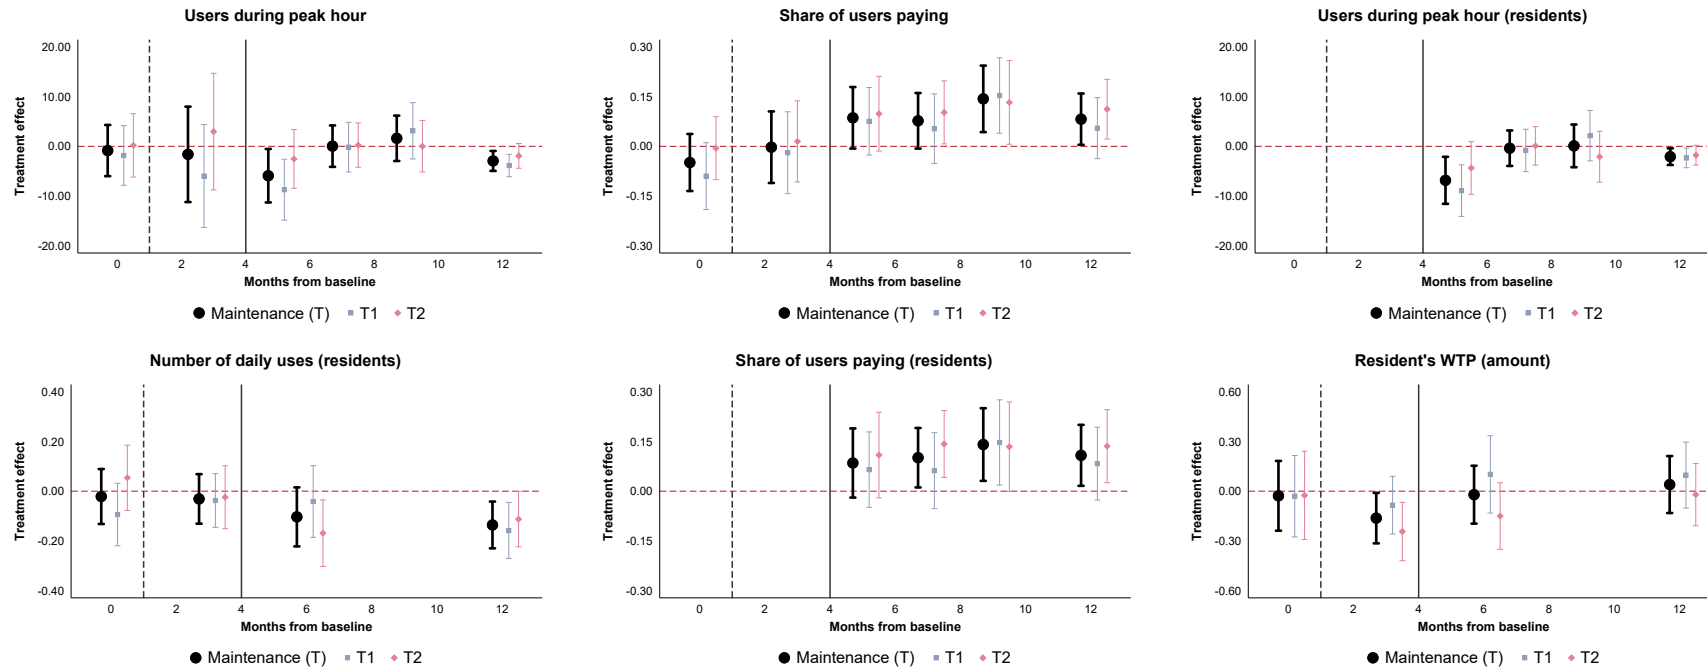 Users during peak hour
Treatment effect
20.00
10.00
0.00
-10.00
-20.00
0 2 4 6 8 10 12
Months from baseline
Maintenance (T) T1 T2
Share of users paying
Treatment effect
0.30
0.15
0.00
-0.15
-0.30
0 2 4 6 8 10 12
Months from baseline
Maintenance (T) T1 T2
Users during peak hour (residents)
Treatment effect
20.00
10.00
0.00
-10.00
-20.00
0 2 4 6 8 10 12
Months from baseline
Maintenance (T) T1 T2
Number of daily uses (residents)
Treatment effect
0.40
0.20
0.00
-0.20
-0.40
0 2 4 6 8 10 12
Months from baseline
Maintenance (T) T1 T2
Share of users paying (residents)
Treatment effect
0.30
0.15
0.00
-0.15
-0.30
0 2 4 6 8 10 12
Months from baseline
Maintenance (T) T1 T2
Resident's WTP (amount)
Treatment effect
0.60
0.30
0.00
-0.30
-0.60
0 2 4 6 8 10 12
Months from baseline
Maintenance (T) T1 T2